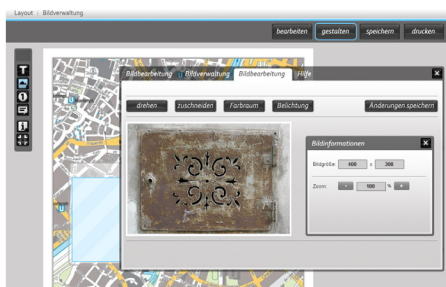 Layout | Bildverwaltung
bearbeiten gestalten speichern drucken
Bildbearbeitung Bildverwaltung Bildbearbeitung Hilfe
drehen zuschneiden Farbraum Belichtung Änderungen speichern
Bildinformationen
Bildgröße: 400 x 300
Zoom: - 100 % +